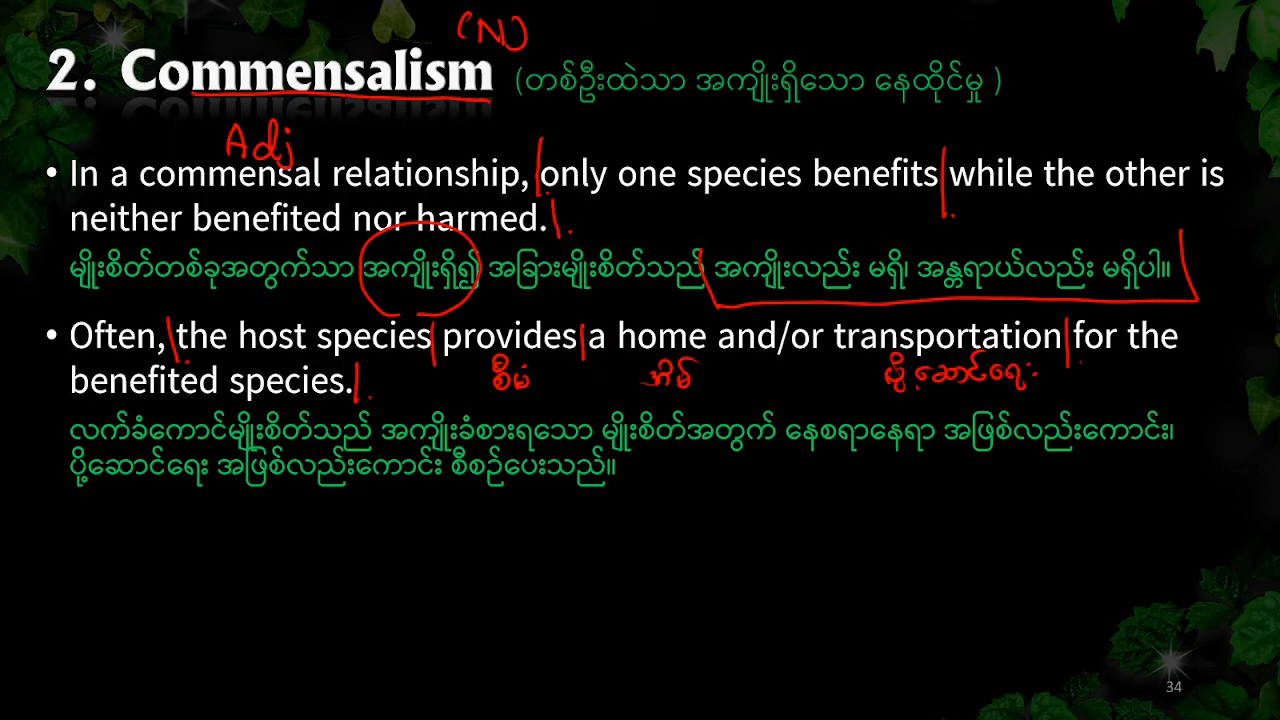 (N)
2. Commensalism (တစ်ဦးထဲသာ အကျိုးရှိသော နေထိုင်မှု )
Adj
• In a commensal relationship, only one species benefits while the other is
neither benefited nor harmed.
မျိုးစိတ်တစ်ခုအတွက်သာ အကျိုးရှိ၍ အခြားမျိုးစိတ်သည် အကျိုးလည်း မရှိ၊ အန္တရာယ်လည်း မရှိပါ။
• Often, the host species provides a home and/or transportation for the
benefited species.
စီမံ အိမ် ပို့ဆောင်ရေး
လက်ခံကောင်မျိုးစိတ်သည် အကျိုးခံစားရသော မျိုးစိတ်အတွက် နေစရာနေရာ အဖြစ်လည်းကောင်း၊
ပို့ဆောင်ရေး အဖြစ်လည်းကောင်း စီစဉ်ပေးသည်။
34